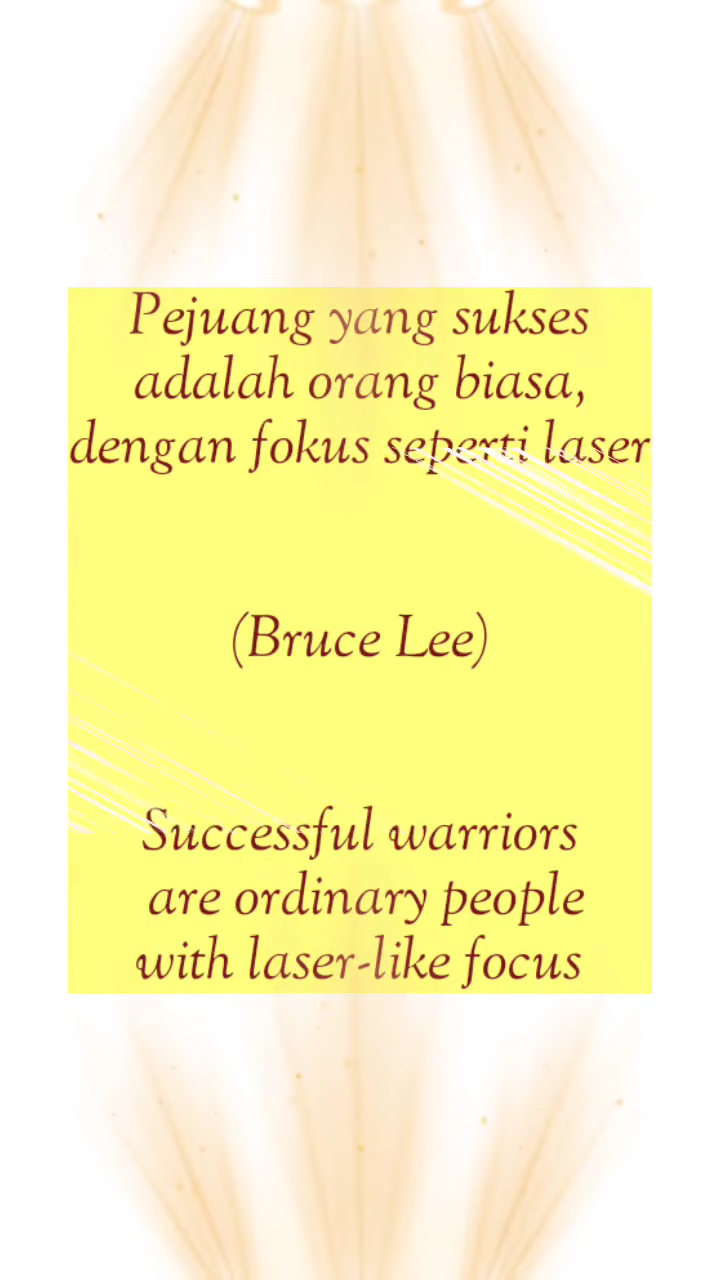 Pejuang yang sukses
adalah orang biasa,
dengan fokus seperti laser
(Bruce Lee)
Successful warriors
are ordinary people
with laser-like focus